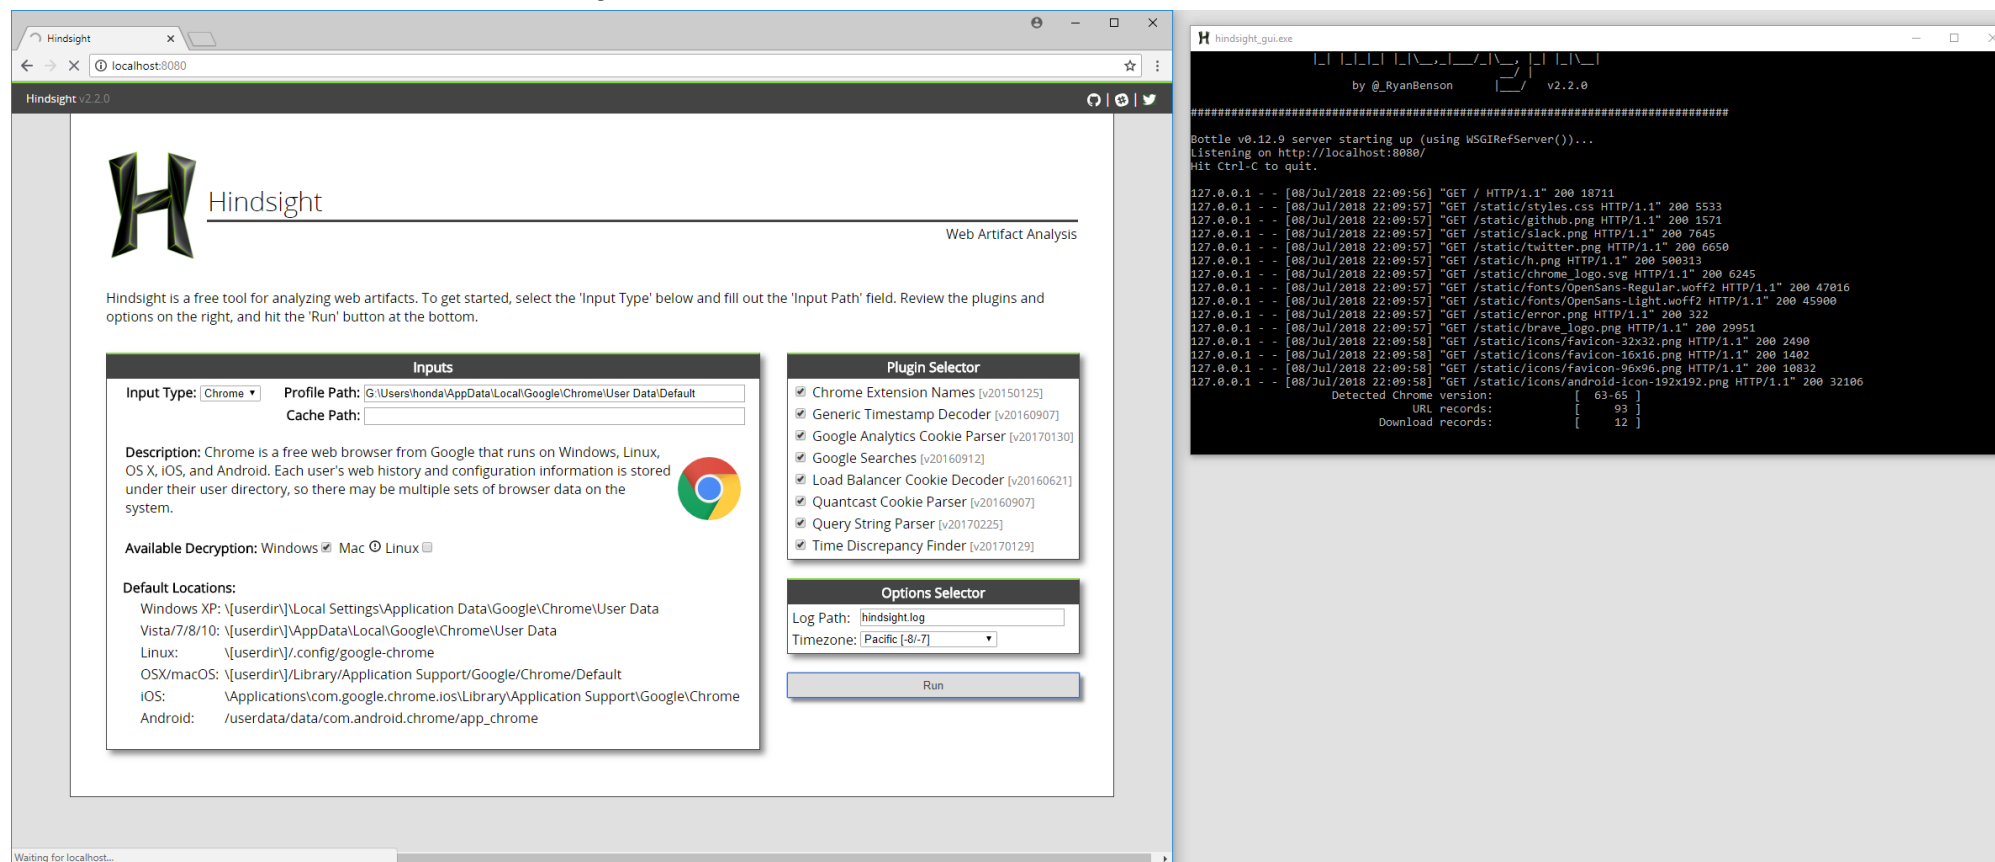 Hindsight
localhost:8080
Hindsight v2.2.0
Hindsight
Web Artifact Analysis
Hindsight is a free tool for analyzing web artifacts. To get started, select the 'Input Type' below and fill out the 'Input Path' field. Review the plugins and
options on the right, and hit the 'Run' button at the bottom.
Inputs
Input Type: Chrome Profile Path: G:\Users\honda\AppData\Local\Google\Chrome\User Data\Default
Cache Path:
Description: Chrome is a free web browser from Google that runs on Windows, Linux,
OS X, iOS, and Android. Each user's web history and configuration information is stored
under their user directory, so there may be multiple sets of browser data on the
system.
Available Decryption: Windows Mac Linux
Default Locations:
Windows XP: \[userdir\]\Local Settings\Application Data\Google\Chrome\User Data
Vista/7/8/10: \[userdir\]\AppData\Local\Google\Chrome\User Data
Linux: \[userdir\]/.config/google-chrome
OSX/macOS: \[userdir\]/Library/Application Support/Google/Chrome/Default
iOS: \Applications\com.google.chrome.ios\Library\Application Support\Google\Chrome
Android: /userdata/data/com.android.chrome/app_chrome
Plugin Selector
Chrome Extension Names [v20150125]
Generic Timestamp Decoder [v20160907]
Google Analytics Cookie Parser [v20170130]
Google Searches [v20160912]
Load Balancer Cookie Decoder [v20160621]
Quantcast Cookie Parser [v20160907]
Query String Parser [v20170225]
Time Discrepancy Finder [v20170129]
Options Selector
Log Path: hindsight.log
Timezone: Pacific [-8/-7]
Run
Waiting for localhost...
hindsight_gui.exe
by @_RyanBenson v2.2.0
################################################################################
Bottle v0.12.9 server starting up (using WSGIRefServer())...
Listening on http://localhost:8080/
Hit Ctrl-C to quit.
127.0.0.1 - - [08/Jul/2018 22:09:56] "GET / HTTP/1.1" 200 18711
127.0.0.1 - - [08/Jul/2018 22:09:57] "GET /static/styles.css HTTP/1.1" 200 5533
127.0.0.1 - - [08/Jul/2018 22:09:57] "GET /static/github.png HTTP/1.1" 200 1571
127.0.0.1 - - [08/Jul/2018 22:09:57] "GET /static/slack.png HTTP/1.1" 200 7645
127.0.0.1 - - [08/Jul/2018 22:09:57] "GET /static/twitter.png HTTP/1.1" 200 6650
127.0.0.1 - - [08/Jul/2018 22:09:57] "GET /static/h.png HTTP/1.1" 200 500313
127.0.0.1 - - [08/Jul/2018 22:09:57] "GET /static/chrome_logo.svg HTTP/1.1" 200 6245
127.0.0.1 - - [08/Jul/2018 22:09:57] "GET /static/fonts/OpenSans-Regular.woff2 HTTP/1.1" 200 47016
127.0.0.1 - - [08/Jul/2018 22:09:57] "GET /static/fonts/OpenSans-Light.woff2 HTTP/1.1" 200 45900
127.0.0.1 - - [08/Jul/2018 22:09:57] "GET /static/error.png HTTP/1.1" 200 322
127.0.0.1 - - [08/Jul/2018 22:09:57] "GET /static/brave_logo.png HTTP/1.1" 200 29951
127.0.0.1 - - [08/Jul/2018 22:09:58] "GET /static/icons/favicon-32x32.png HTTP/1.1" 200 2490
127.0.0.1 - - [08/Jul/2018 22:09:58] "GET /static/icons/favicon-16x16.png HTTP/1.1" 200 1402
127.0.0.1 - - [08/Jul/2018 22:09:58] "GET /static/icons/favicon-96x96.png HTTP/1.1" 200 10832
127.0.0.1 - - [08/Jul/2018 22:09:58] "GET /static/icons/android-icon-192x192.png HTTP/1.1" 200 32106
Detected Chrome version: [ 63-65 ]
URL records: [ 93 ]
Download records: [ 12 ]